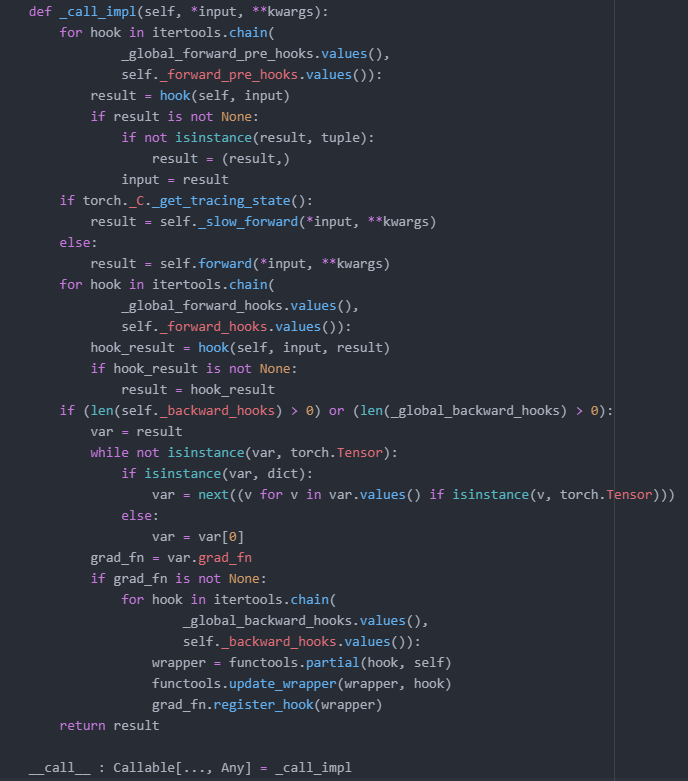 def _call_impl(self, *input, **kwargs):
    for hook in itertools.chain(
            _global_forward_pre_hooks.values(),
            self._forward_pre_hooks.values()):
        result = hook(self, input)
        if result is not None:
            if not isinstance(result, tuple):
                result = (result,)
            input = result
    if torch._C._get_tracing_state():
        result = self._slow_forward(*input, **kwargs)
    else:
        result = self.forward(*input, **kwargs)
    for hook in itertools.chain(
            _global_forward_hooks.values(),
            self._forward_hooks.values()):
        hook_result = hook(self, input, result)
        if hook_result is not None:
            result = hook_result
    if (len(self._backward_hooks) > 0) or (len(_global_backward_hooks) > 0):
        var = result
        while not isinstance(var, torch.Tensor):
            if isinstance(var, dict):
                var = next((v for v in var.values() if isinstance(v, torch.Tensor)))
            else:
                var = var[0]
        grad_fn = var.grad_fn
        if grad_fn is not None:
            for hook in itertools.chain(
                    _global_backward_hooks.values(),
                    self._backward_hooks.values()):
                wrapper = functools.partial(hook, self)
                functools.update_wrapper(wrapper, hook)
                grad_fn.register_hook(wrapper)
    return result

__call__ : Callable[..., Any] = _call_impl